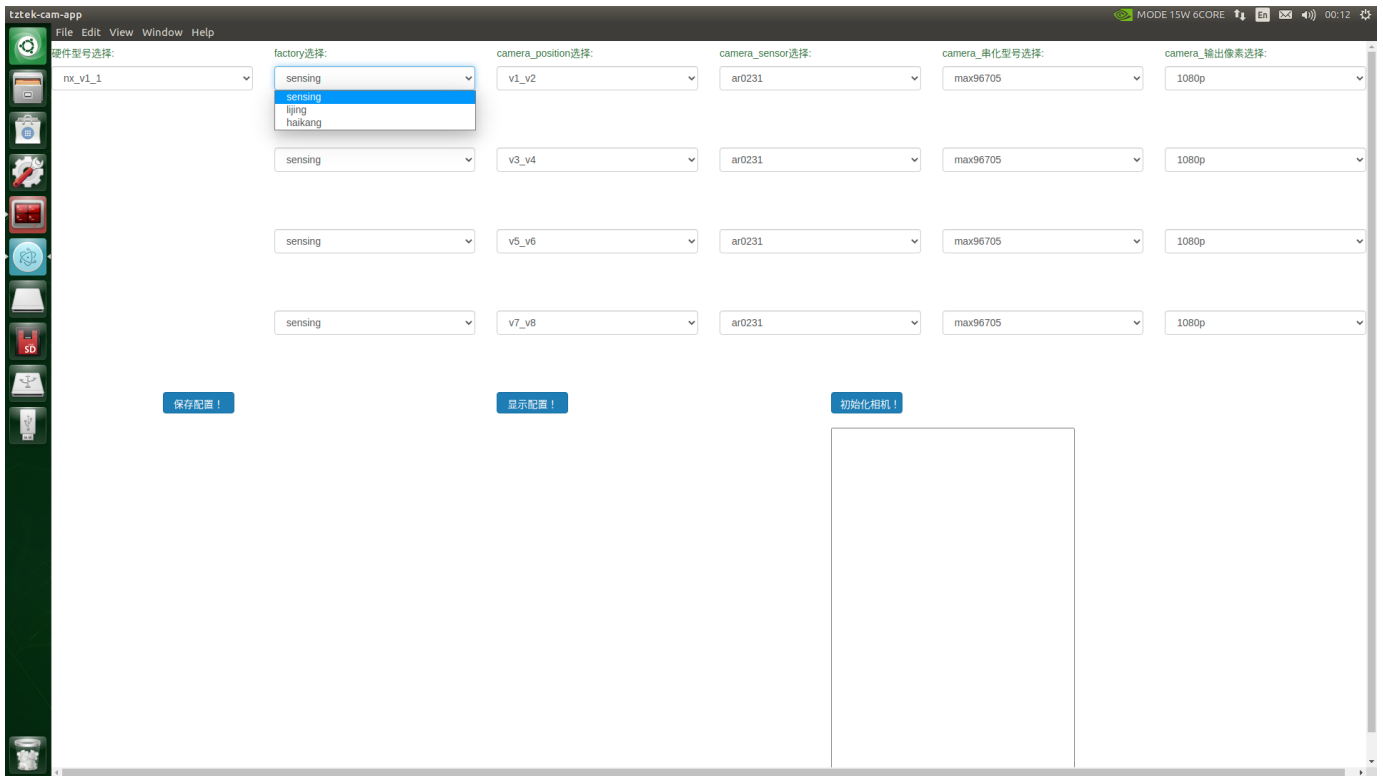 tztek-cam-app MODE 15W 6CORE En 00:12
File Edit View Window Help
硬件型号选择: factory选择: camera_position选择: camera_sensor选择: camera_串化型号选择: camera_输出像素选择:
nx_v1_1 sensing v1_v2 ar0231 max96705 1080p
sensing
lijing
haikang
sensing v3_v4 ar0231 max96705 1080p
sensing v5_v6 ar0231 max96705 1080p
sensing v7_v8 ar0231 max96705 1080p
SD
保存配置！ 显示配置！ 初始化相机！